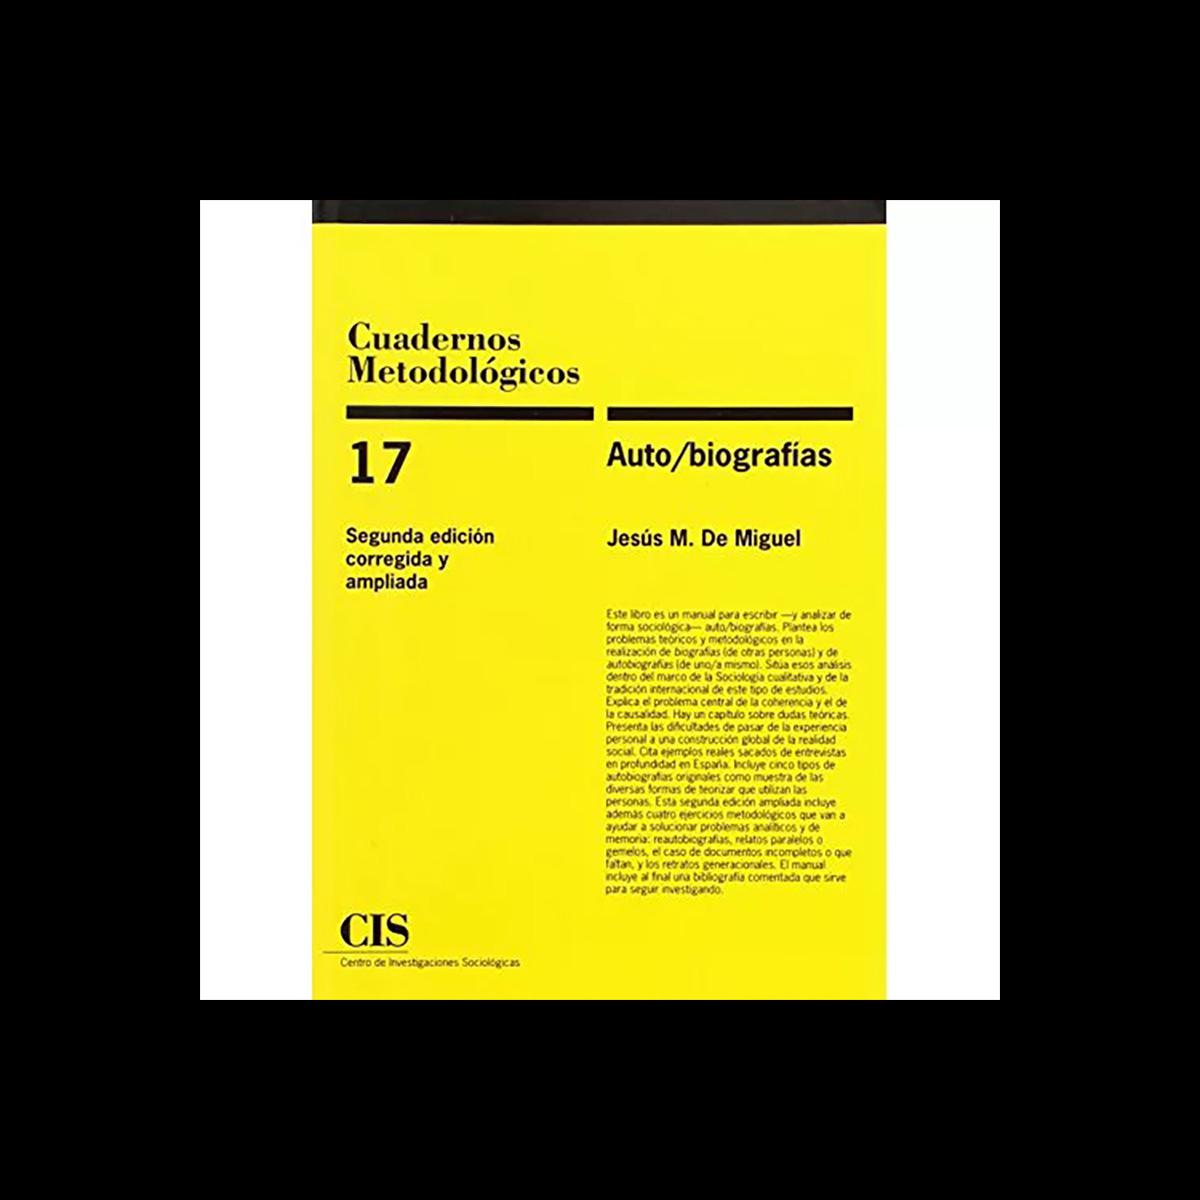 Cuadernos
Metodológicos
17
Segunda edición
corregida y
ampliada
Auto/biografías
Jesús M. De Miguel
Este libro es un manual para escribir —y analizar de
forma sociológica— auto/biografías. Plantea los
problemas teóricos y metodológicos en la
realización de biografías (de otras personas) y de
autobiografías (de uno/a mismo). Sitúa esos análisis
dentro del marco de la Sociología cualitativa y de la
tradición internacional de este tipo de estudios.
Explica el problema central de la coherencia y el de
la causalidad. Hay un capítulo sobre dudas teóricas.
Presenta las dificultades de pasar de la experiencia
personal a una construcción global de la realidad
social. Cita ejemplos reales sacados de entrevistas
en profundidad en España. Incluye cinco tipos de
autobiografías originales como muestra de las
diversas formas de teorizar que utilizan las
personas. Esta segunda edición ampliada incluye
además cuatro ejercicios metodológicos que van a
ayudar a solucionar problemas analíticos y de
memoria: reautobiografías, relatos paralelos o
gemelos, el caso de documentos incompletos o que
faltan, y los retratos generacionales. El manual
incluye al final una bibliografía comentada que sirve
para seguir investigando.
CIS
Centro de Investigaciones Sociológicas